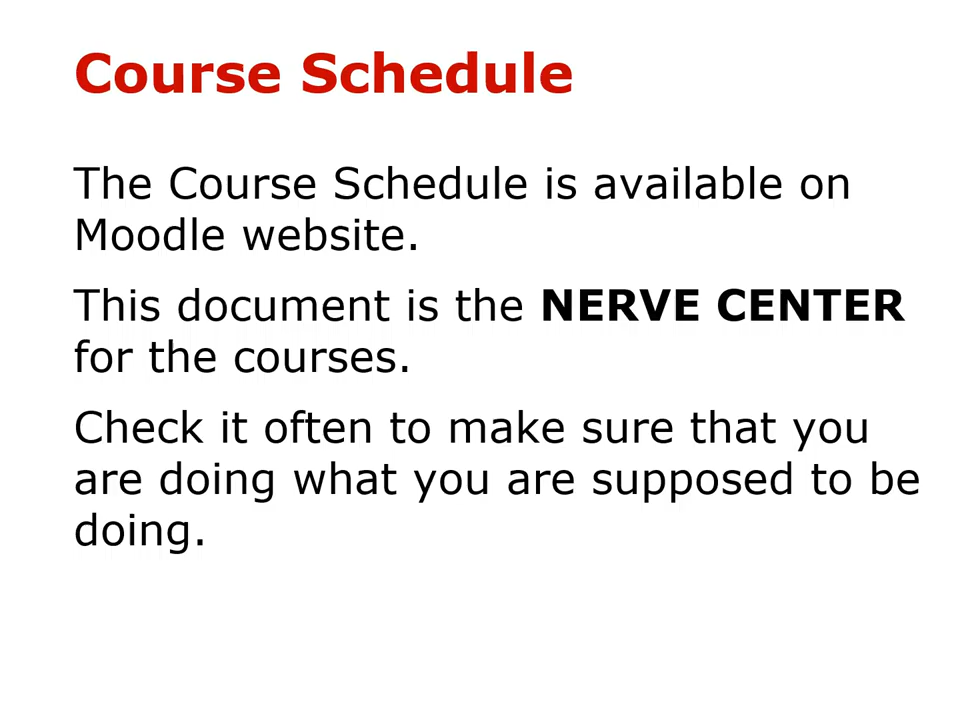 Course Schedule
The Course Schedule is available on
Moodle website.
This document is the NERVE CENTER
for the courses.
Check it often to make sure that you
are doing what you are supposed to be
doing.